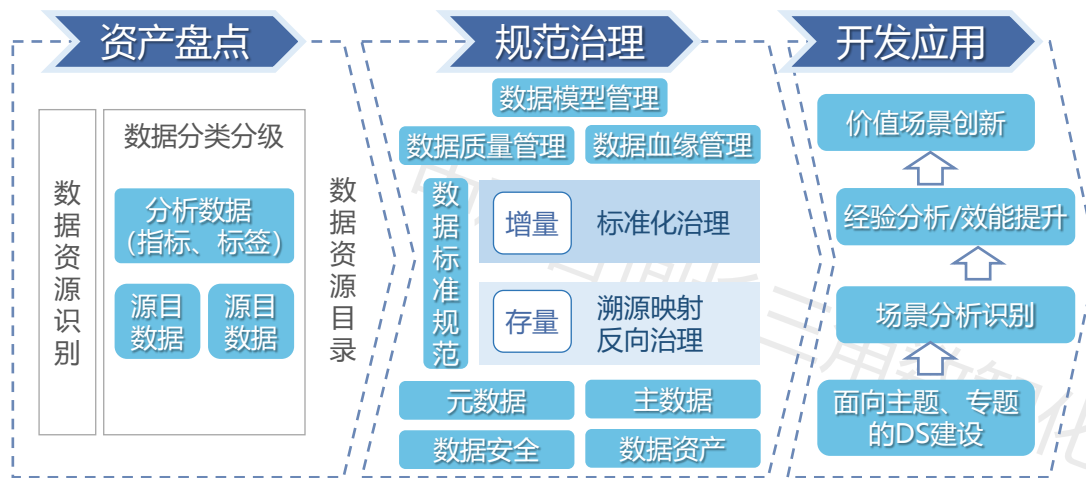 资产盘点
数据资源识别
数据分类分级
分析数据
（指标、标签）
源目
数据
源目
数据
数据资源目录
规范治理
数据模型管理
数据质量管理
数据血缘管理
数据标准规范
增量
标准化治理
存量
溯源映射
反向治理
元数据
主数据
数据安全
数据资产
开发应用
价值场景创新
经验分析/效能提升
场景分析识别
面向主题、专题
的DS建设